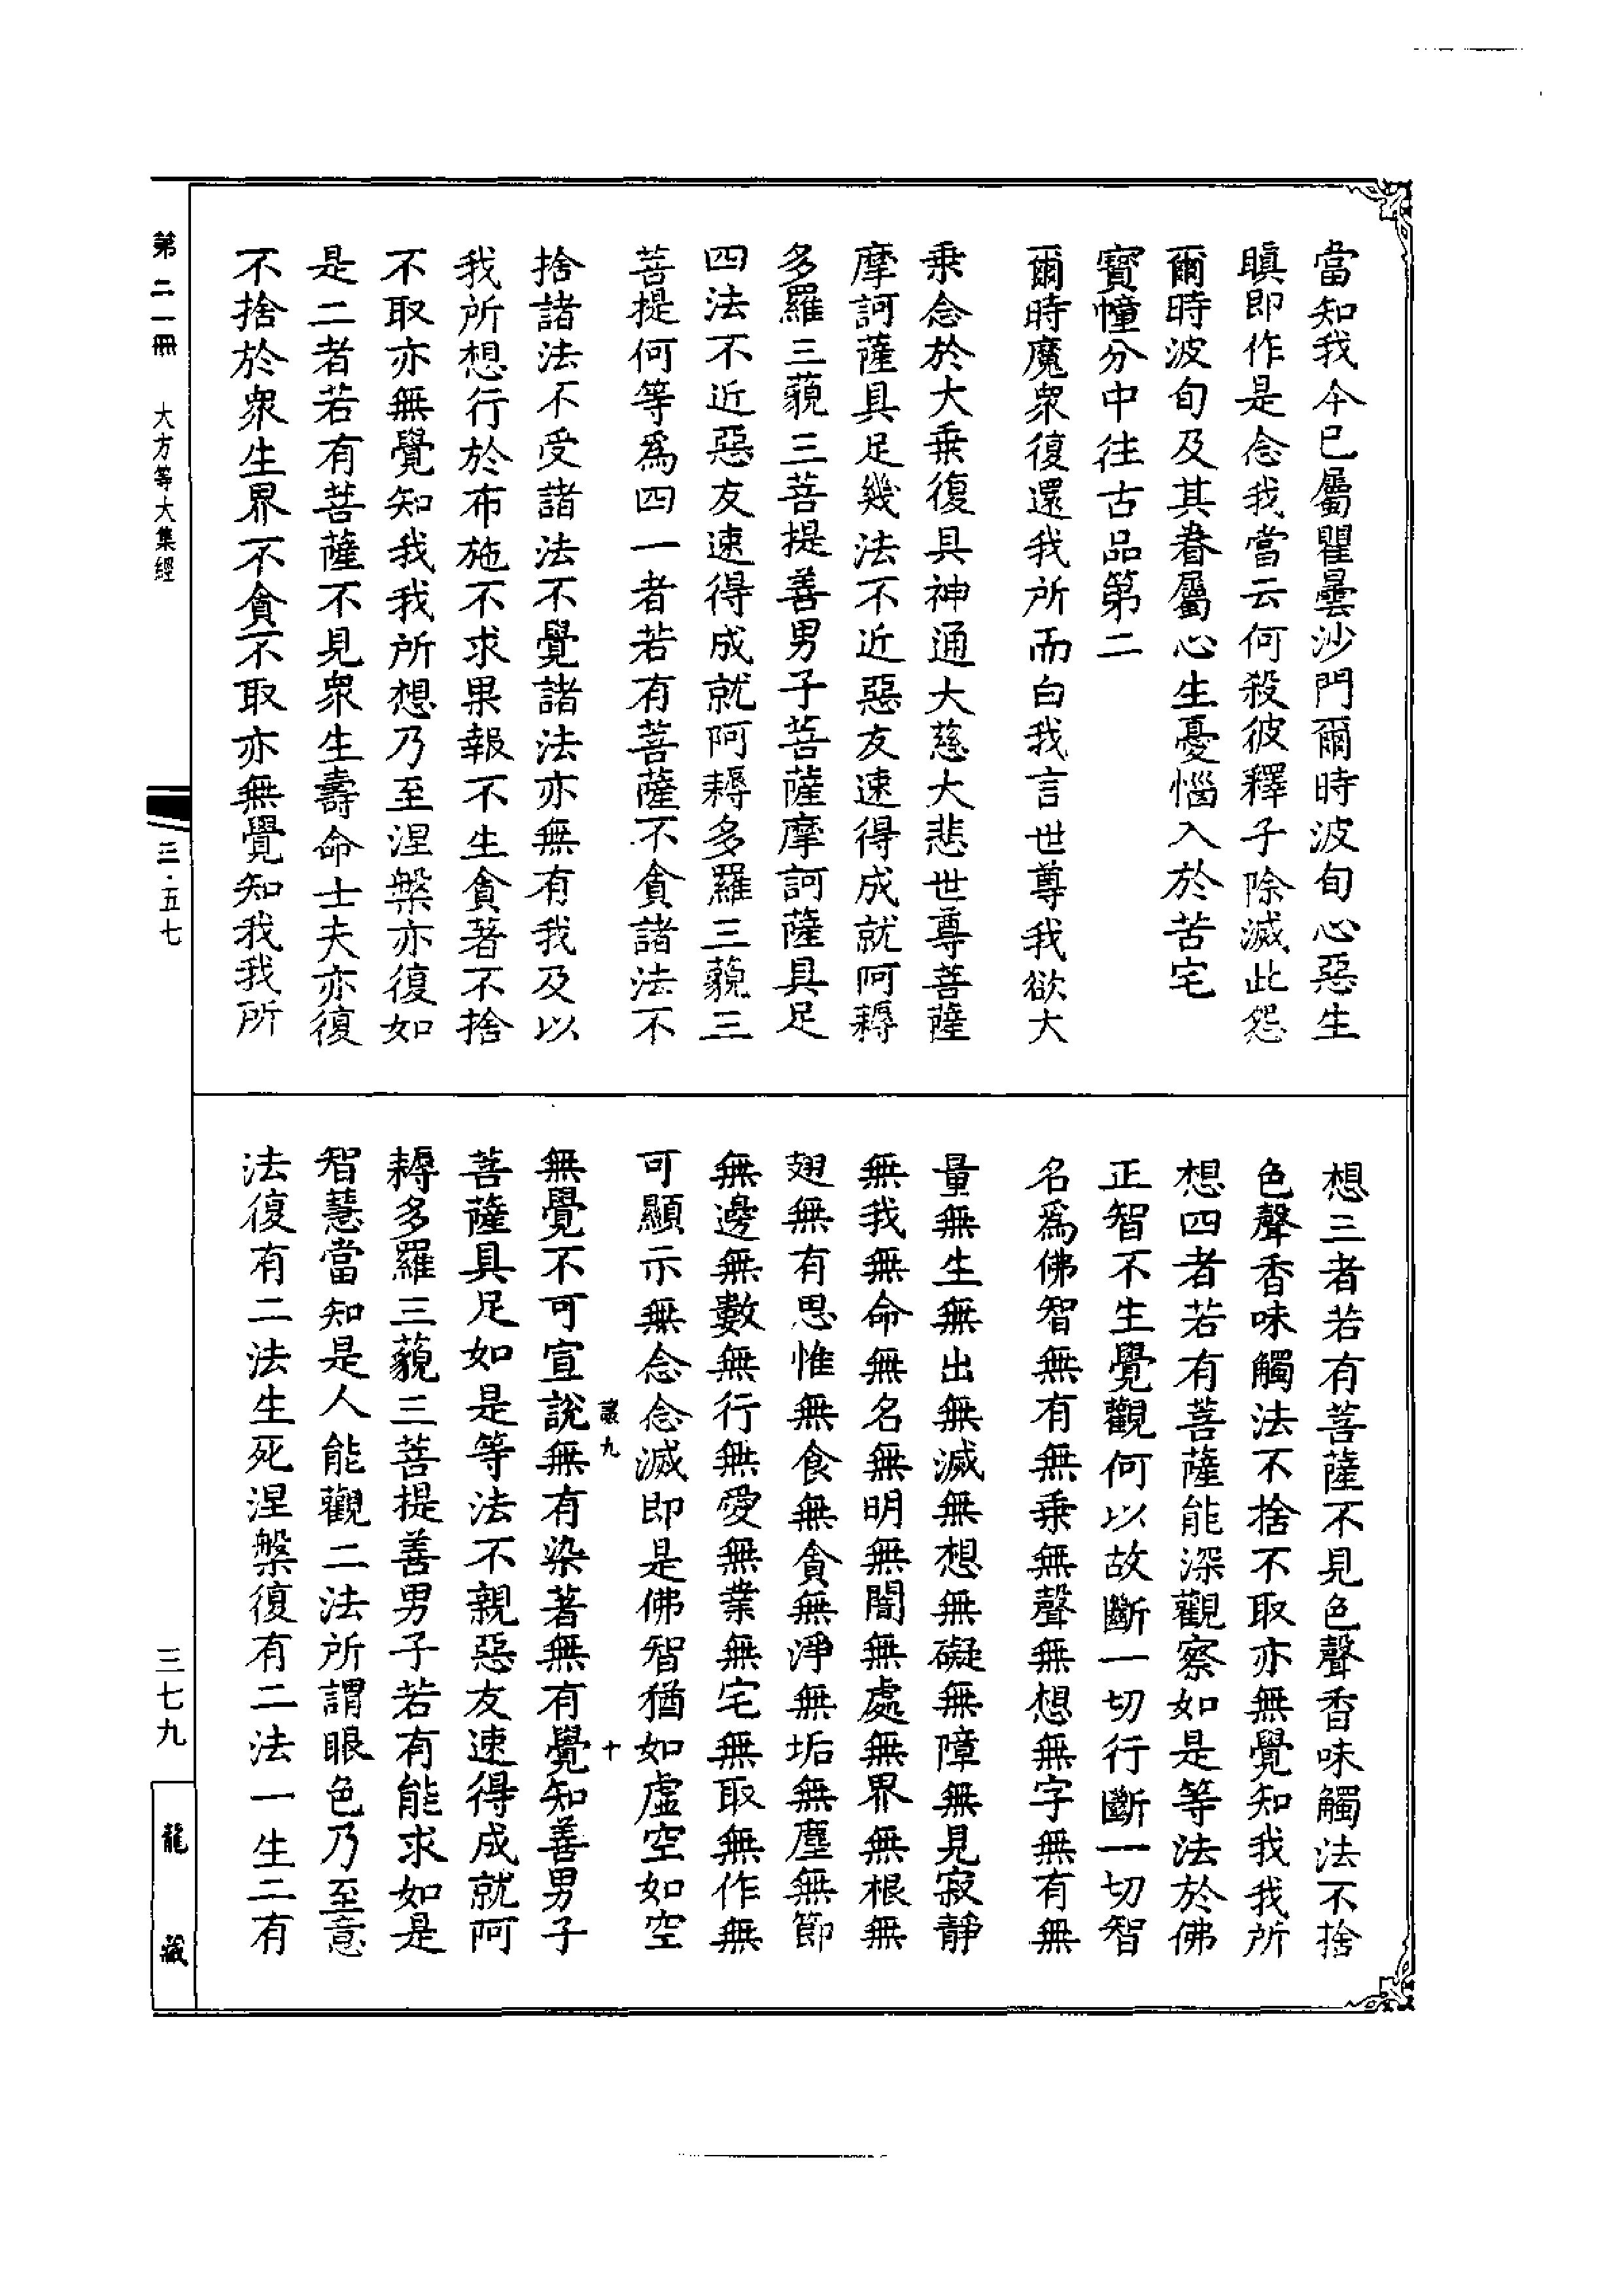 當知我今已屬瞿曇沙門爾時波旬心惡生
瞋即作是念我當云何殺彼釋子除滅此怨
爾時波旬及其眷屬心生憂惱入於苦宅
寶幢分中往古品第二
爾時魔衆復還我所而白我言世尊我欲大
乗念於大乗復具神通大慈大悲世尊菩薩
摩訶薩具足幾法不近惡友速得成就阿耨
多羅三藐三菩提善男子菩薩摩訶薩具足
四法不近惡友速得成就阿耨多羅三藐三
菩提何等爲四一者若有菩薩不貪諸法不
捨諸法不受諸法不覺諸法亦無有我及以
我所想行於布施不求果報不生貪著不捨
不取亦無覺知我我所想乃至涅槃亦復如
是二者若有菩薩不見衆生壽命士夫亦復
不捨於衆生界不貪不取亦無覺知我我所
想三者若有菩薩不見色聲香味觸法不捨
色聲香味觸法不捨不取亦無覺知我我所
想四者若有菩薩能深觀察如是等法於佛
正智不生覺觀何以故斷一切行斷一切智
名爲佛智無有無乗無聲無想無字無有無
量無生無出無滅無想無礙無障無見寂靜
無我無命無名無明無闇無處無界無根無
翅無有思惟無食無貪無淨無垢無塵無節
無邊無數無行無愛無業無宅無取無作無
可顯示無念念滅即是佛智猶如虛空如空
無覺不可宣説無有染著無有覺知善男子
菩薩具足如是等法不親惡友速得成就阿
耨多羅三藐三菩提善男子若有能求如是
智慧當知是人能觀二法所謂眼色乃至意
法復有二法生死涅槃復有二法一生二有
九
十
第二一冊　大方等大集經
三·五七
三七九
龍藏